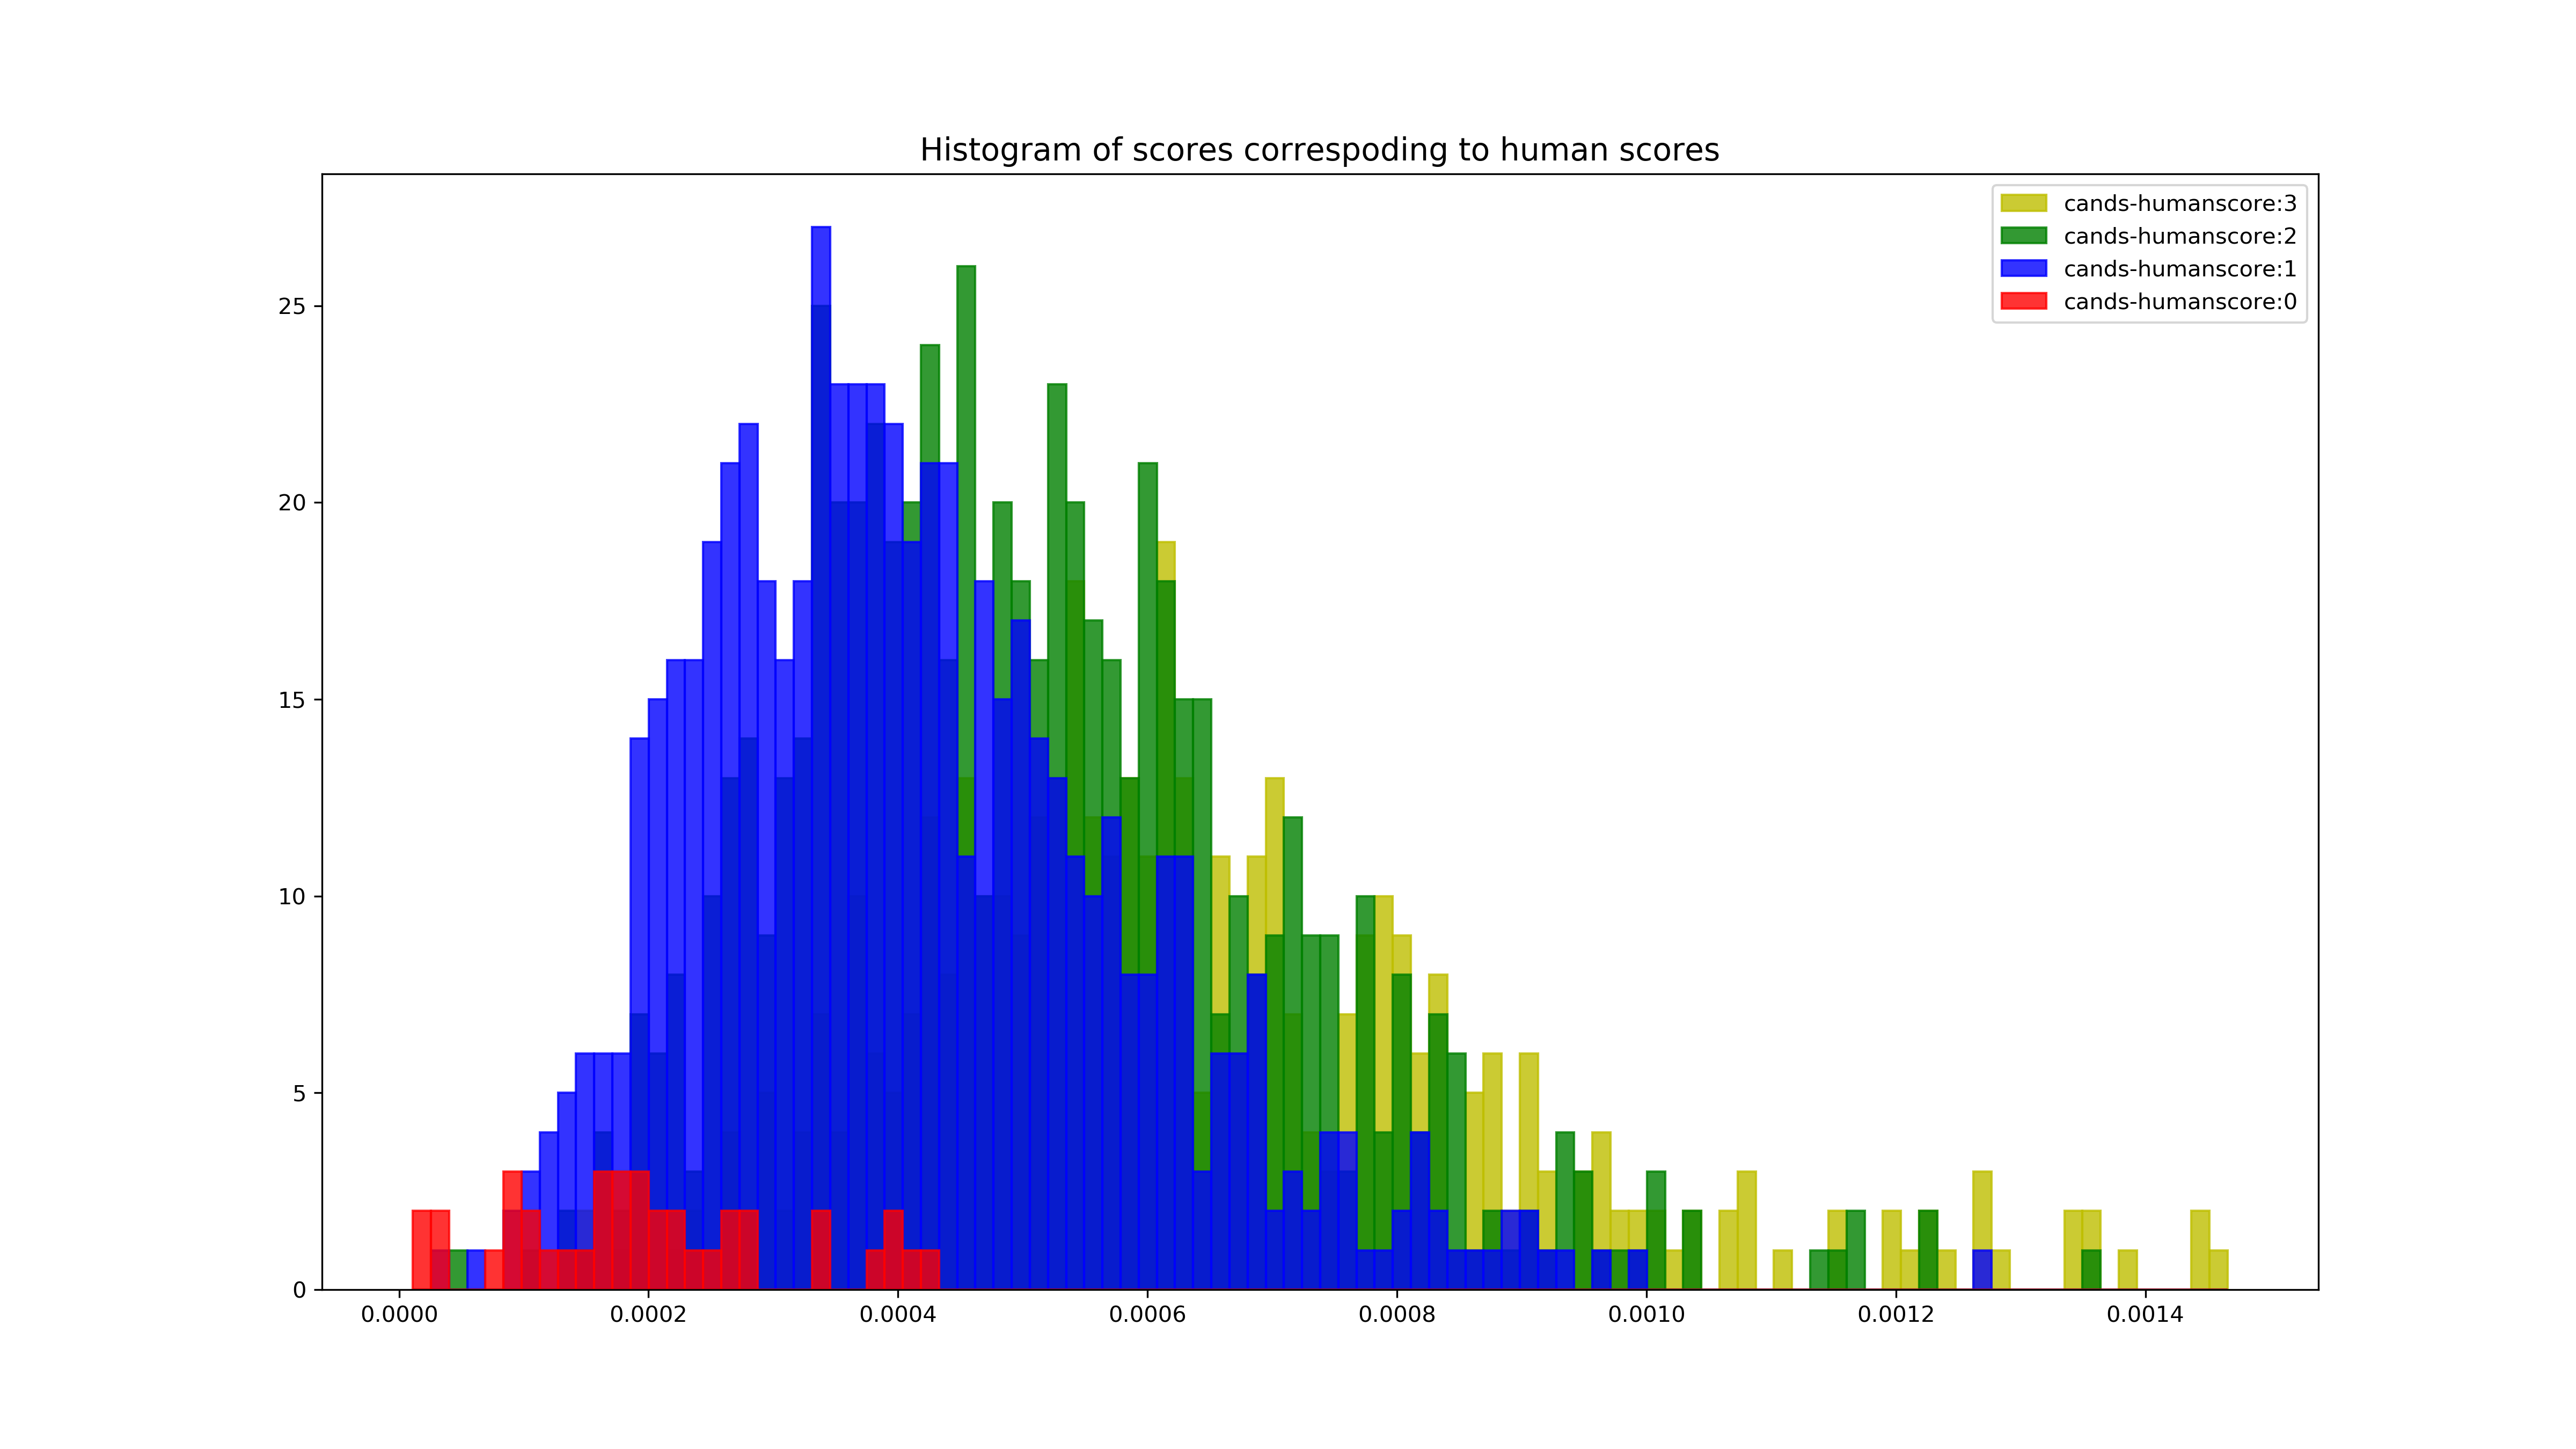 Histogram of scores correspoding to human scores
cands-humanscore:3
cands-humanscore:2
cands-humanscore:1
cands-humanscore:0
25
20
15
10
5
0
0.0000 0.0002 0.0004 0.0006 0.0008 0.0010 0.0012 0.0014